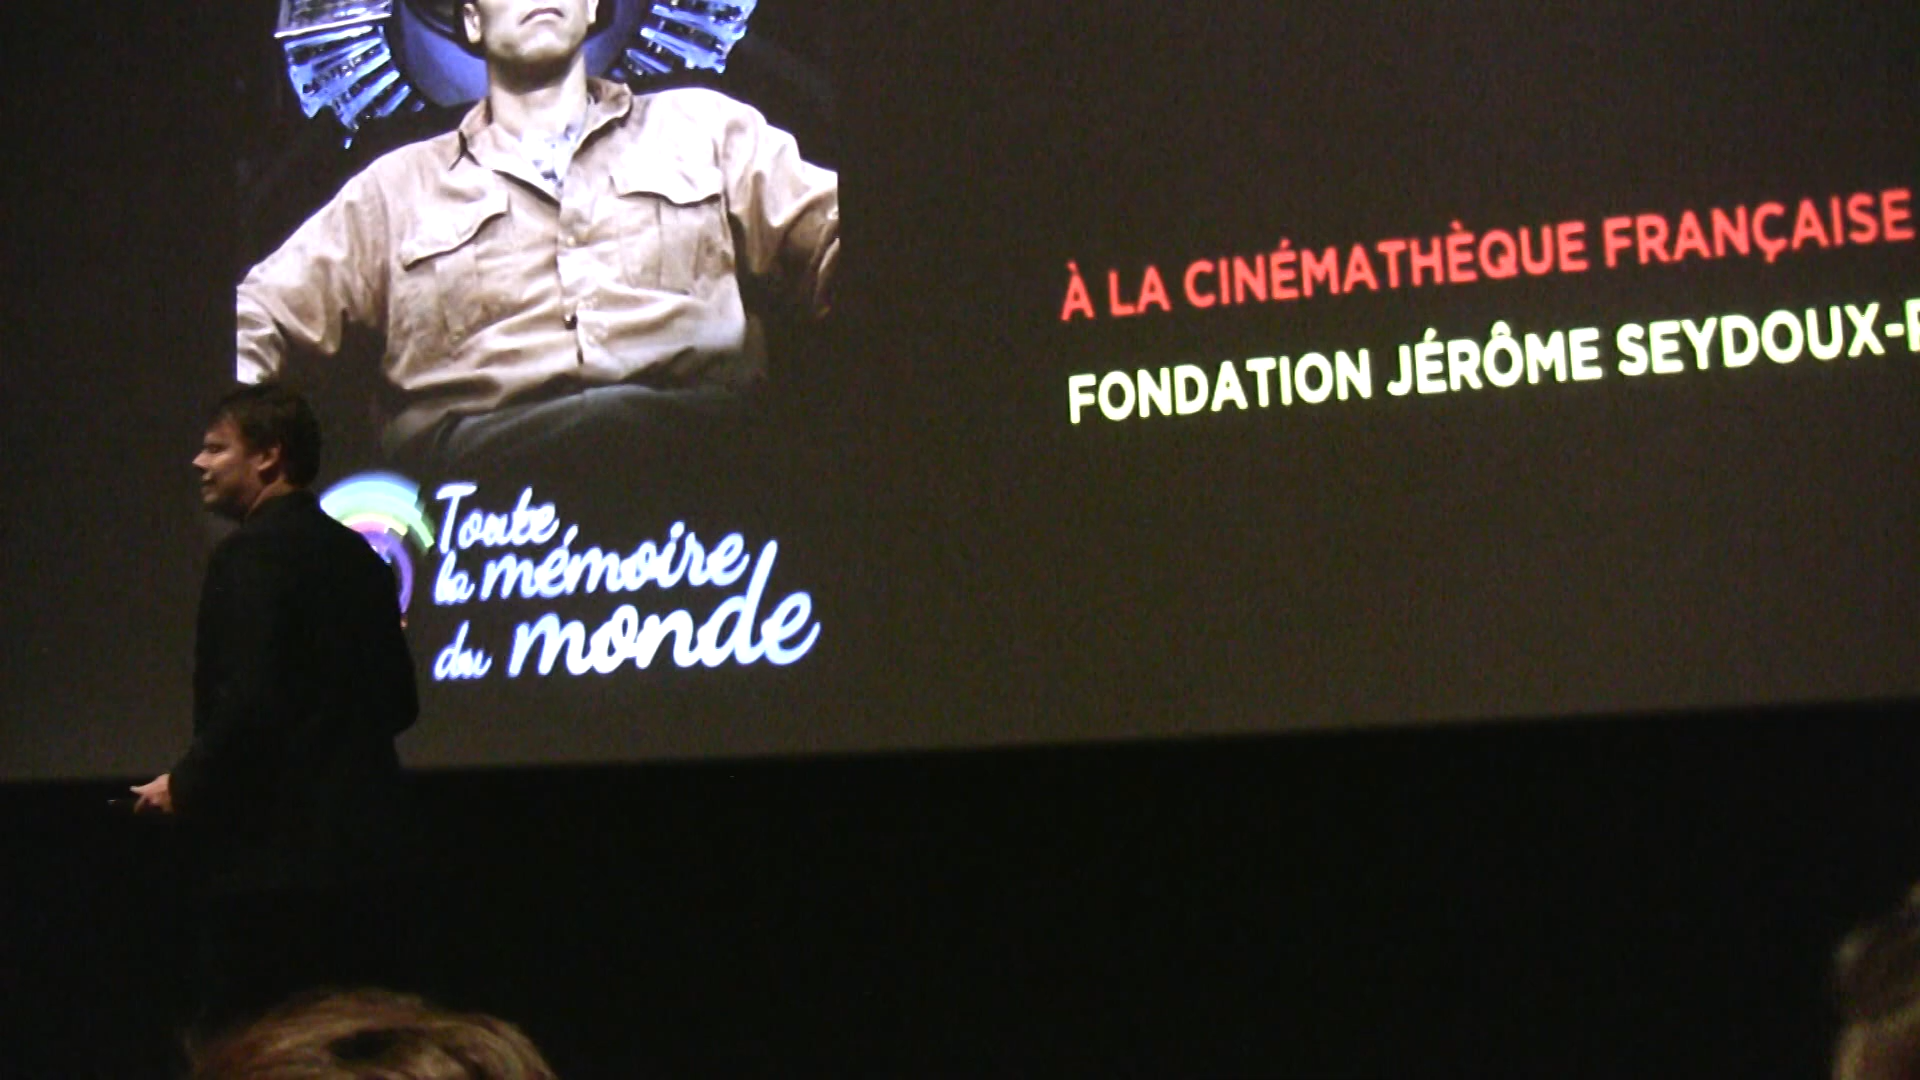 À LA CINÉMATHÈQUE FRANÇAISE
FONDATION JÉRÔME SEYDOUX-
Toute
la mémoire
du monde